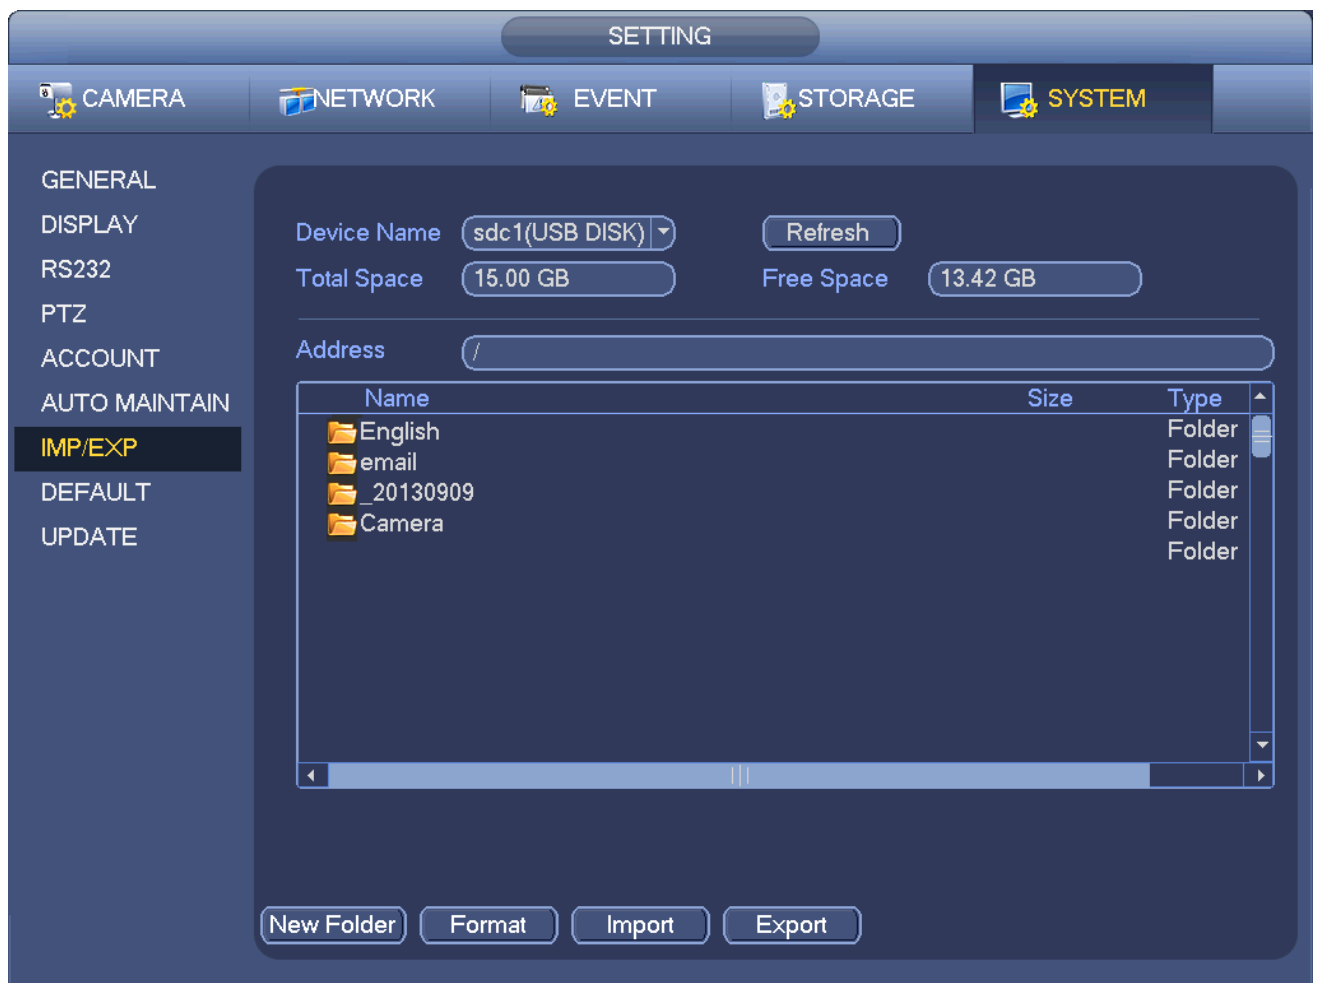 SETTING
CAMERA NETWORK EVENT STORAGE SYSTEM
GENERAL
DISPLAY
RS232
PTZ
ACCOUNT
AUTO MAINTAIN
IMP/EXP
DEFAULT
UPDATE
Device Name sdc1(USB DISK) Refresh
Total Space 15.00 GB Free Space 13.42 GB
Address /
Name Size Type
English Folder
email Folder
_20130909 Folder
Camera Folder
Folder
New Folder Format Import Export